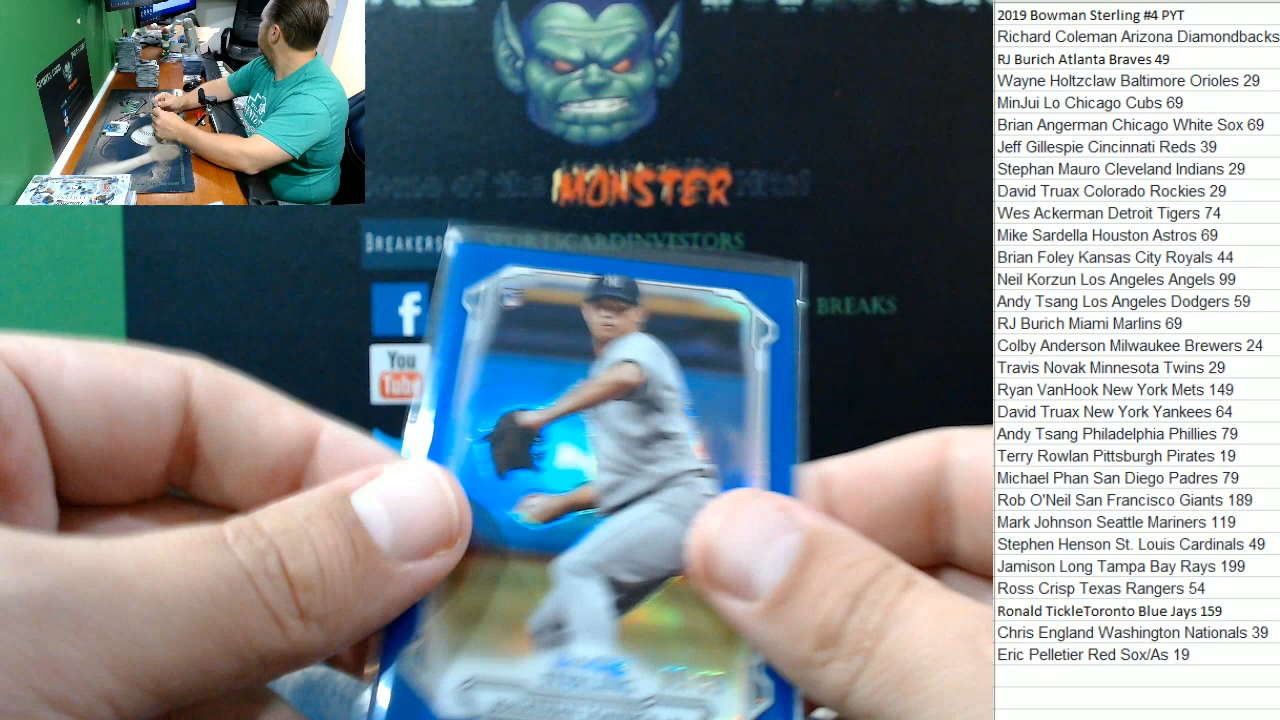 MONSTER
BREAKERS
SPORTSCARDINVESTORS
BREAKS
f
You
Tube
NY
2019 Bowman Sterling #4 PYT
Richard Coleman Arizona Diamondbacks
RJ Burich Atlanta Braves 49
Wayne Holtzclaw Baltimore Orioles 29
MinJui Lo Chicago Cubs 69
Brian Angerman Chicago White Sox 69
Jeff Gillespie Cincinnati Reds 39
Stephan Mauro Cleveland Indians 29
David Truax Colorado Rockies 29
Wes Ackerman Detroit Tigers 74
Mike Sardella Houston Astros 69
Brian Foley Kansas City Royals 44
Neil Korzun Los Angeles Angels 99
Andy Tsang Los Angeles Dodgers 59
RJ Burich Miami Marlins 69
Colby Anderson Milwaukee Brewers 24
Travis Novak Minnesota Twins 29
Ryan VanHook New York Mets 149
David Truax New York Yankees 64
Andy Tsang Philadelphia Phillies 79
Terry Rowlan Pittsburgh Pirates 19
Michael Phan San Diego Padres 79
Rob O'Neil San Francisco Giants 189
Mark Johnson Seattle Mariners 119
Stephen Henson St. Louis Cardinals 49
Jamison Long Tampa Bay Rays 199
Ross Crisp Texas Rangers 54
Ronald TickleToronto Blue Jays 159
Chris England Washington Nationals 39
Eric Pelletier Red Sox/As 19